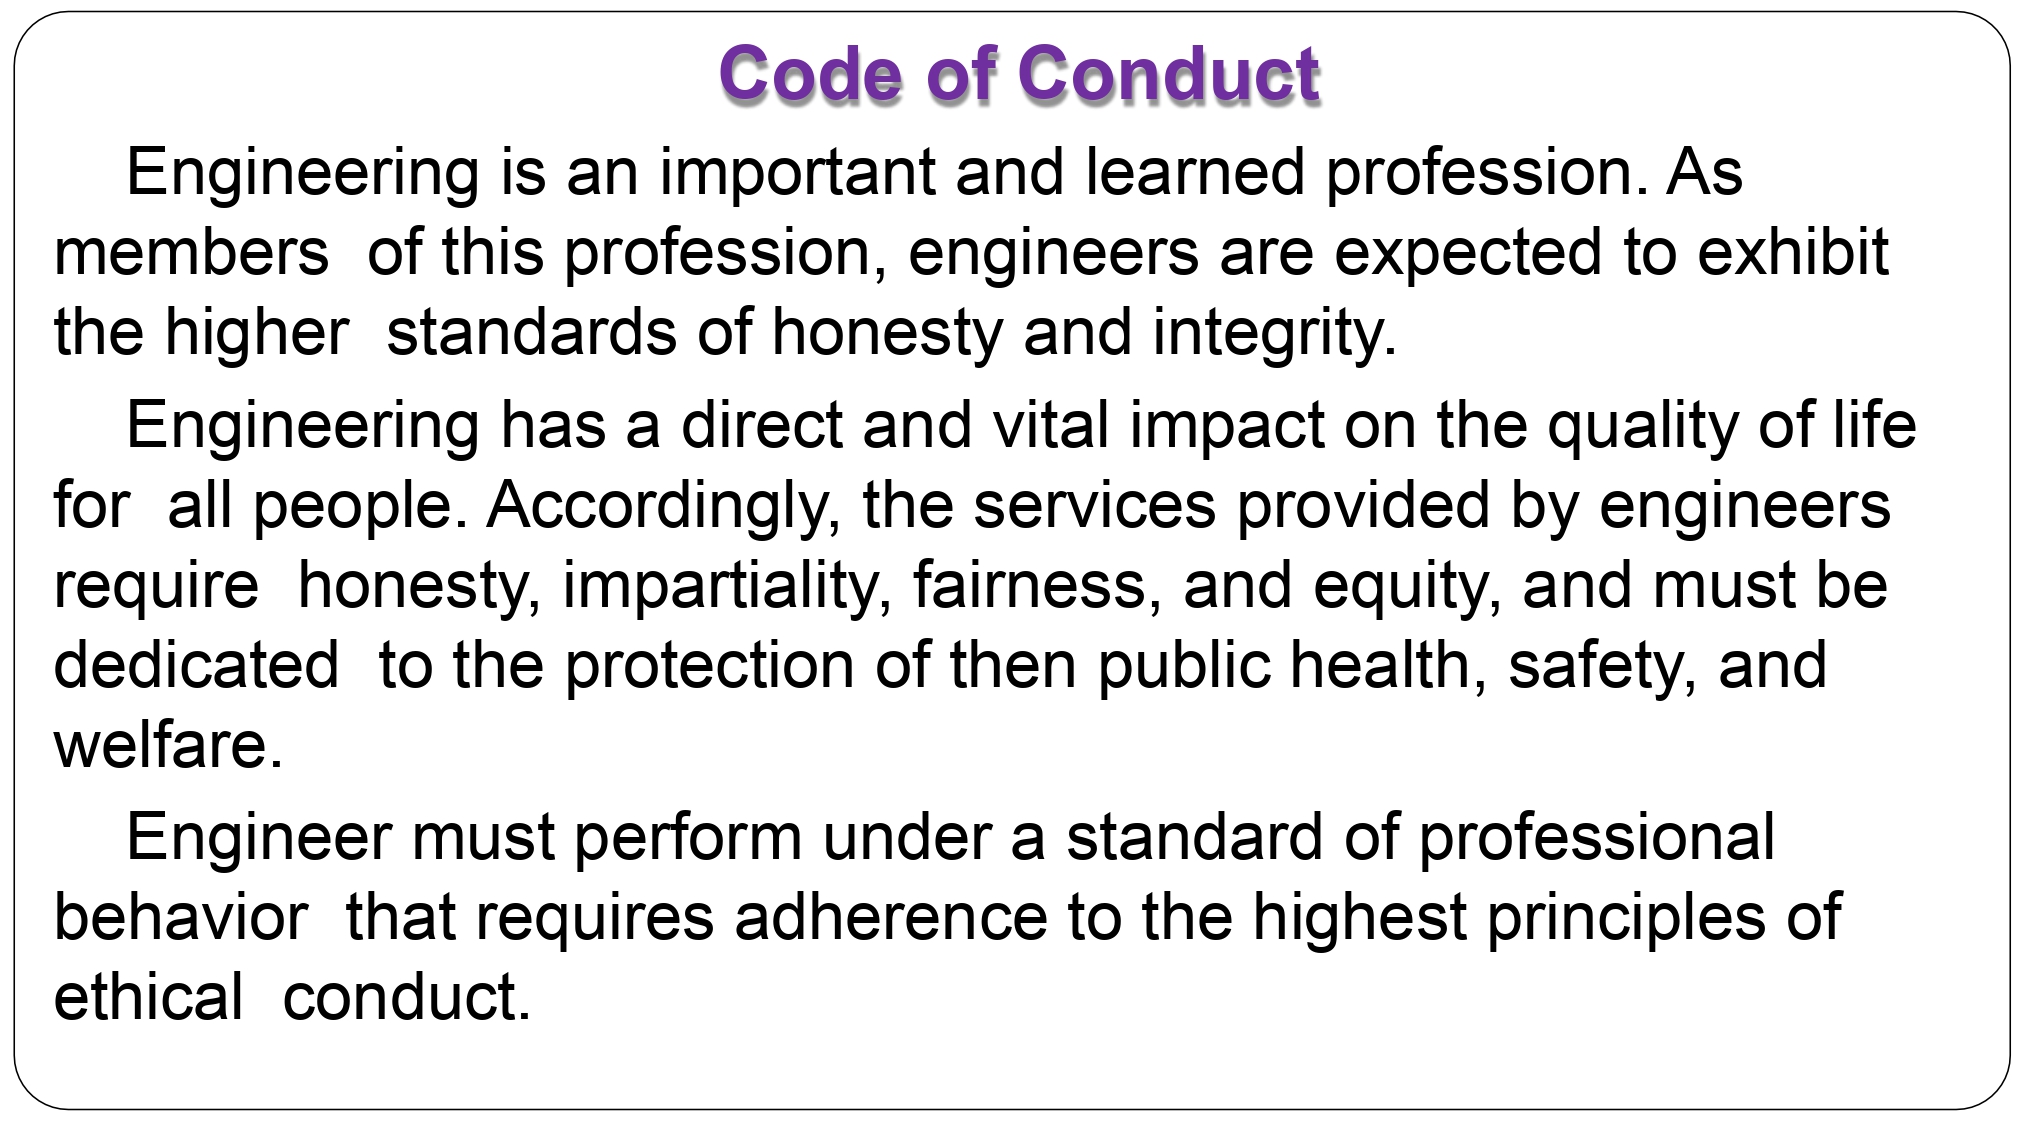 Code of Conduct
Engineering is an important and learned profession. As
members  of this profession, engineers are expected to exhibit
the higher  standards of honesty and integrity.
Engineering has a direct and vital impact on the quality of life
for  all people. Accordingly, the services provided by engineers
require  honesty, impartiality, fairness, and equity, and must be
dedicated  to the protection of then public health, safety, and
welfare.
Engineer must perform under a standard of professional
behavior  that requires adherence to the highest principles of
ethical  conduct.